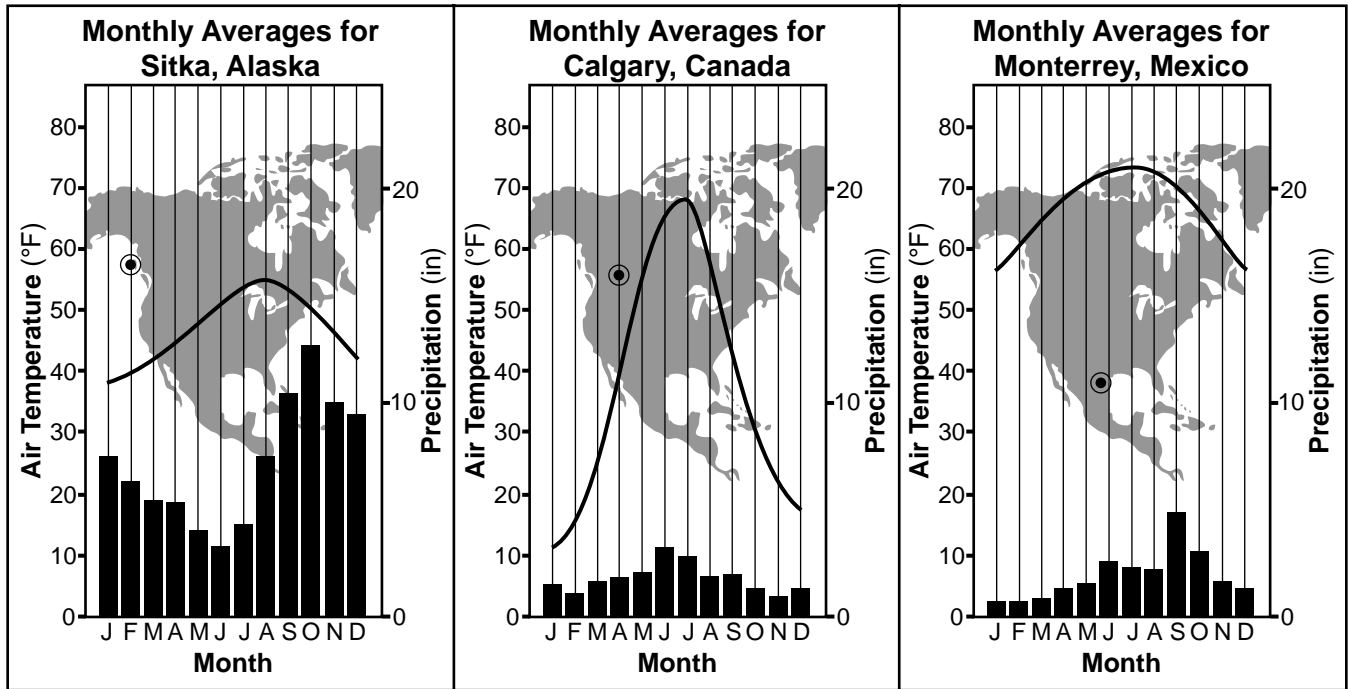 Monthly Averages for
Sitka, Alaska
80
70
60
50
40
30
20
10
0
Air Temperature (°F)
20
10
0
Precipitation (in)
J F M A M J J A S O N D
Month
Monthly Averages for
Calgary, Canada
80
70
60
50
40
30
20
10
0
Air Temperature (°F)
20
10
0
Precipitation (in)
J F M A M J J A S O N D
Month
Monthly Averages for
Monterrey, Mexico
80
70
60
50
40
30
20
10
0
Air Temperature (°F)
20
10
0
Precipitation (in)
J F M A M J J A S O N D
Month